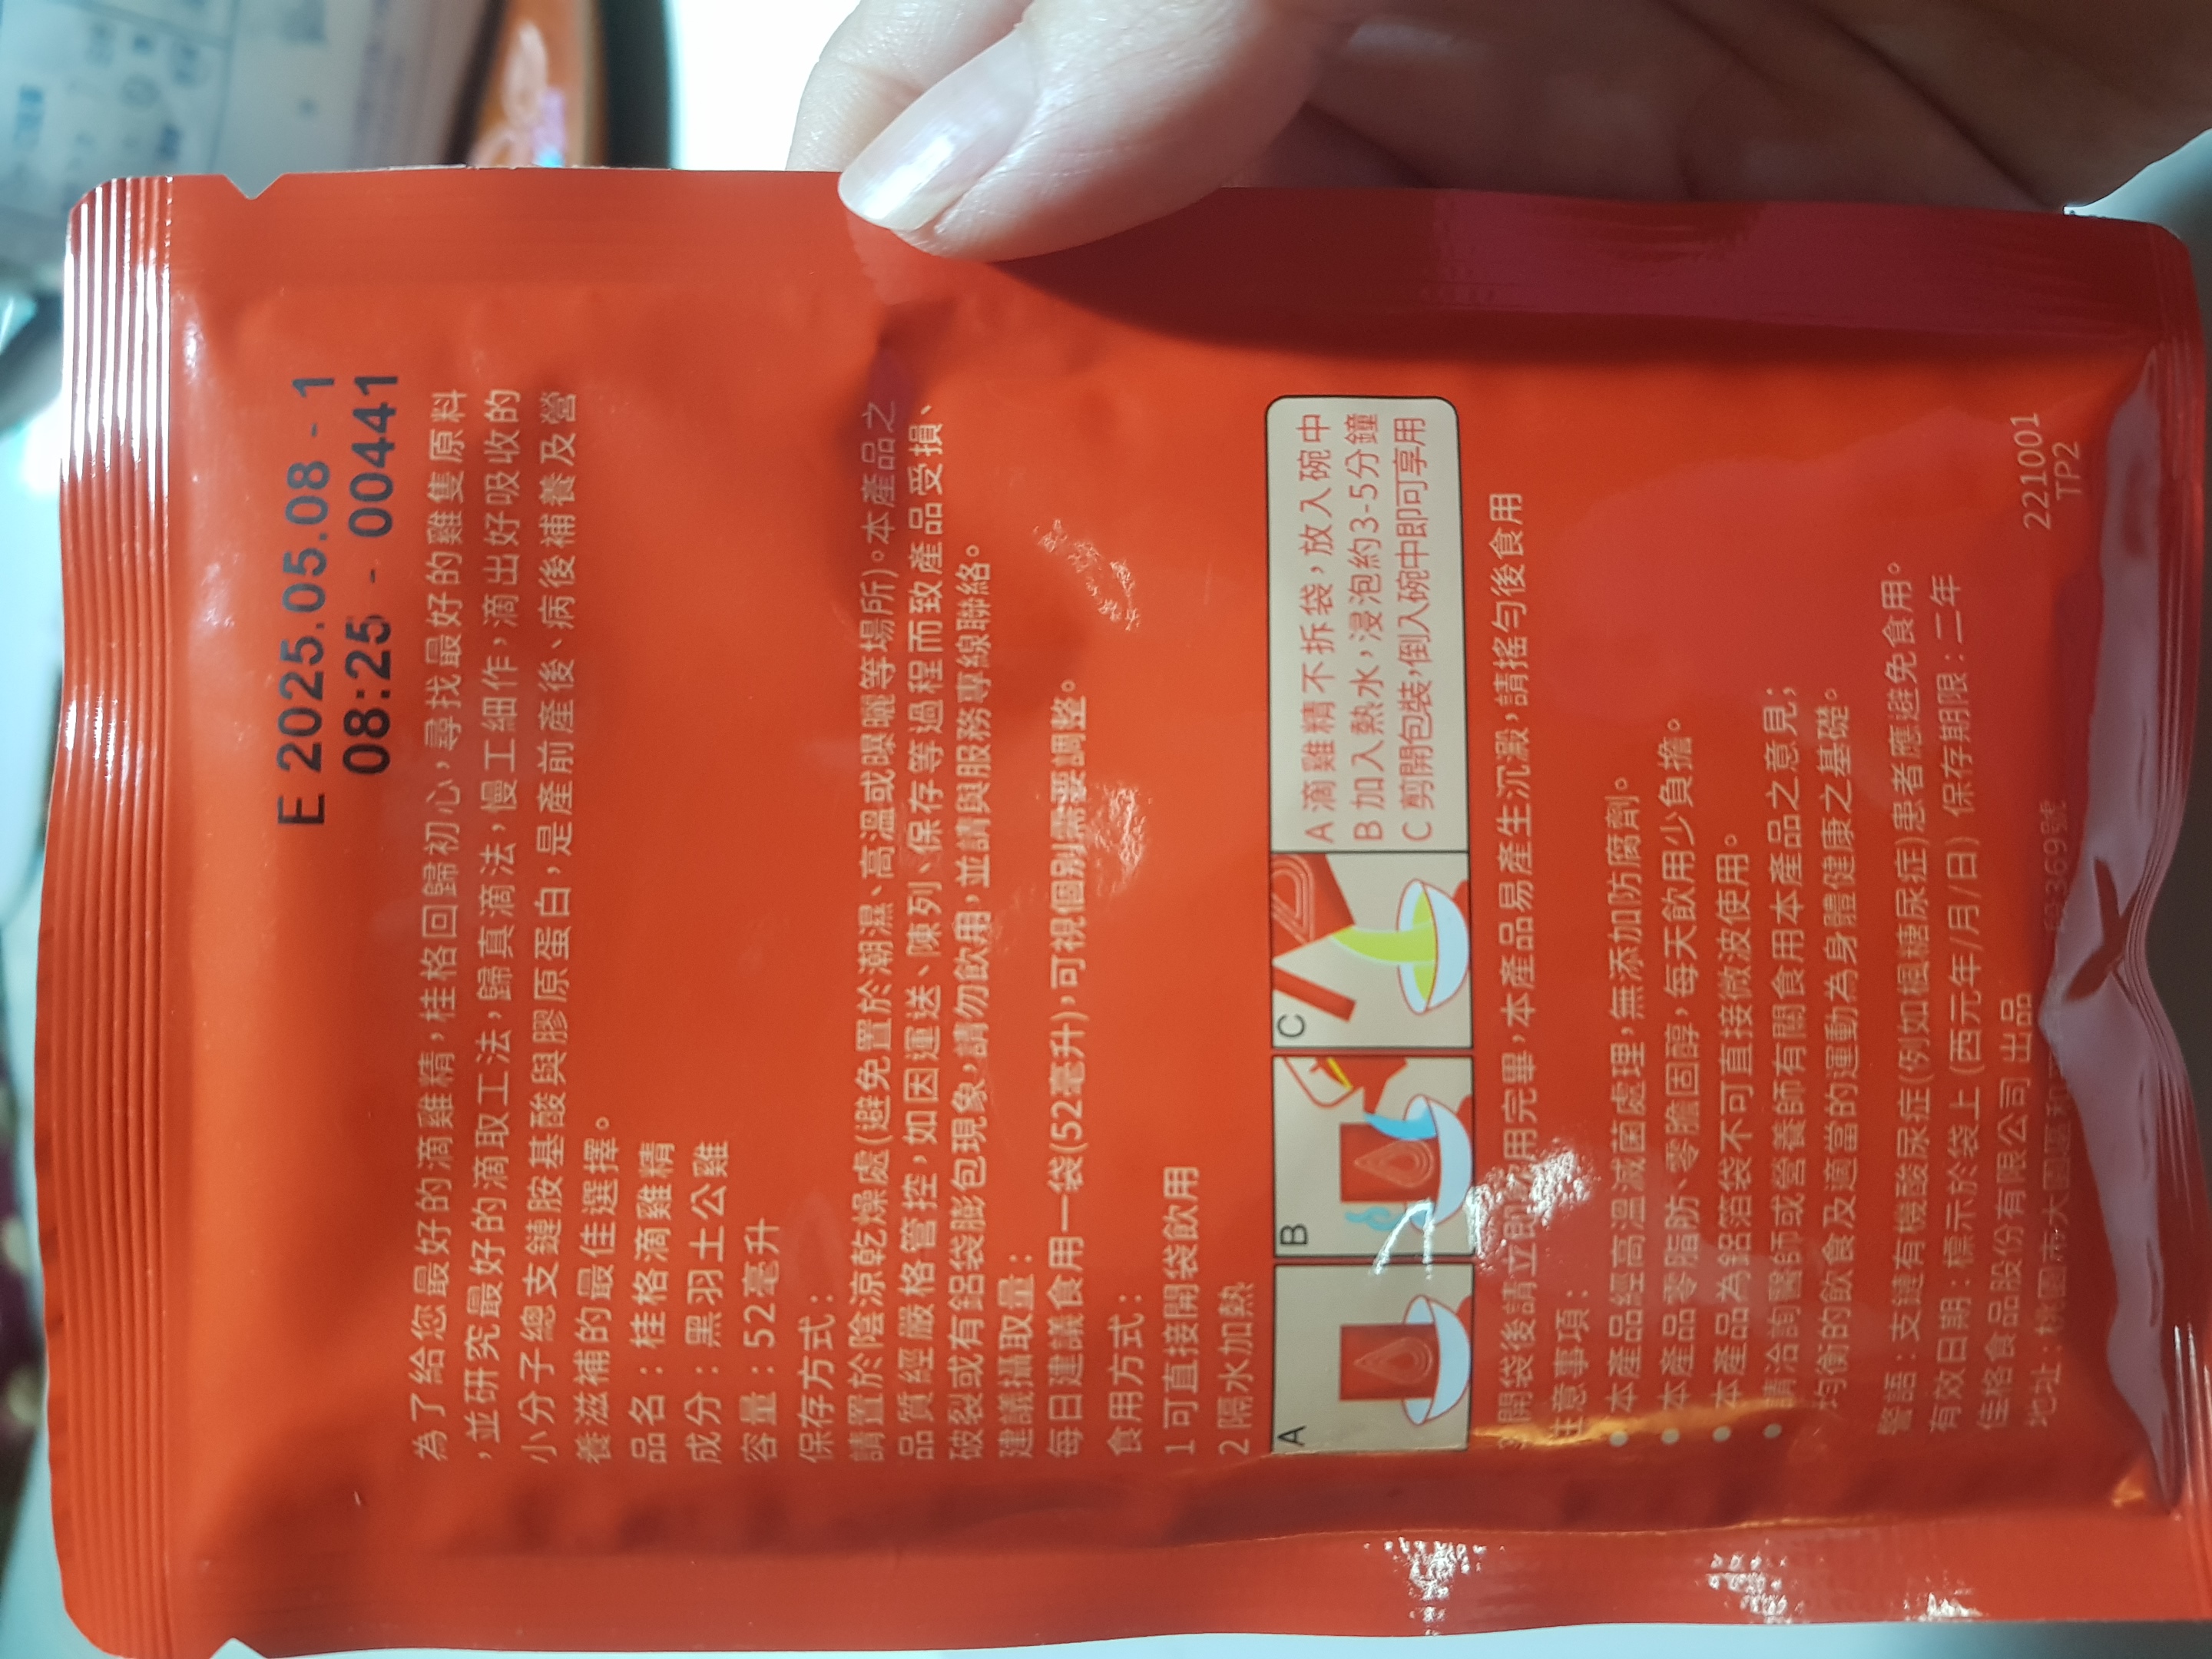 E 2025.05.08 - 1
08:25 - 00441
為了給您最好的滴雞精，桂格回歸初心，尋找最好的雞隻原料
，並研究最好的滴取工法，歸真滴法，慢工細作，滴出好吸收的
小分子總支鏈胺基酸與膠原蛋白，是產前產後、病後補養及營
養滋補的最佳選擇。
品名：桂格滴雞精
成分：黑羽土公雞
容量：52毫升
保存方式：
請置於陰涼乾燥處(避免置於潮濕、高溫或曝曬等場所)。本產品之
品質經嚴格管控，如因運送、陳列、保存等過程而致產品受損、
破裂或有鋁袋膨包現象，請勿飲用，並請與服務專線聯絡。
建議攝取量：
每日建議食用一袋(52毫升)，可視個別需要調整。
食用方式：
1 可直接開袋飲用
2 隔水加熱
A
B
C
A 滴雞精不拆袋，放入碗中
B 加入熱水，浸泡約3-5分鐘
C 剪開包裝，倒入碗中即可享用
開袋後請立即飲用完畢，本產品易產生沉澱，請搖勻後食用
注意事項：
● 本產品經高溫滅菌處理，無添加防腐劑。
● 本產品零脂肪、零膽固醇，每天飲用少負擔。
● 本產品為鋁箔袋不可直接微波使用。
● 請洽詢醫師或營養師有關食用本產品之意見；
均衡的飲食及適當的運動為身體健康之基礎。
警語：支鏈有機酸尿症(例如楓糖尿症)患者應避免食用。
有效日期：標示於袋上 (西元年/月/日) 保存期限：二年
佳格食品股份有限公司 出品
地址：桃園市大園區和 369號
221001
TP2